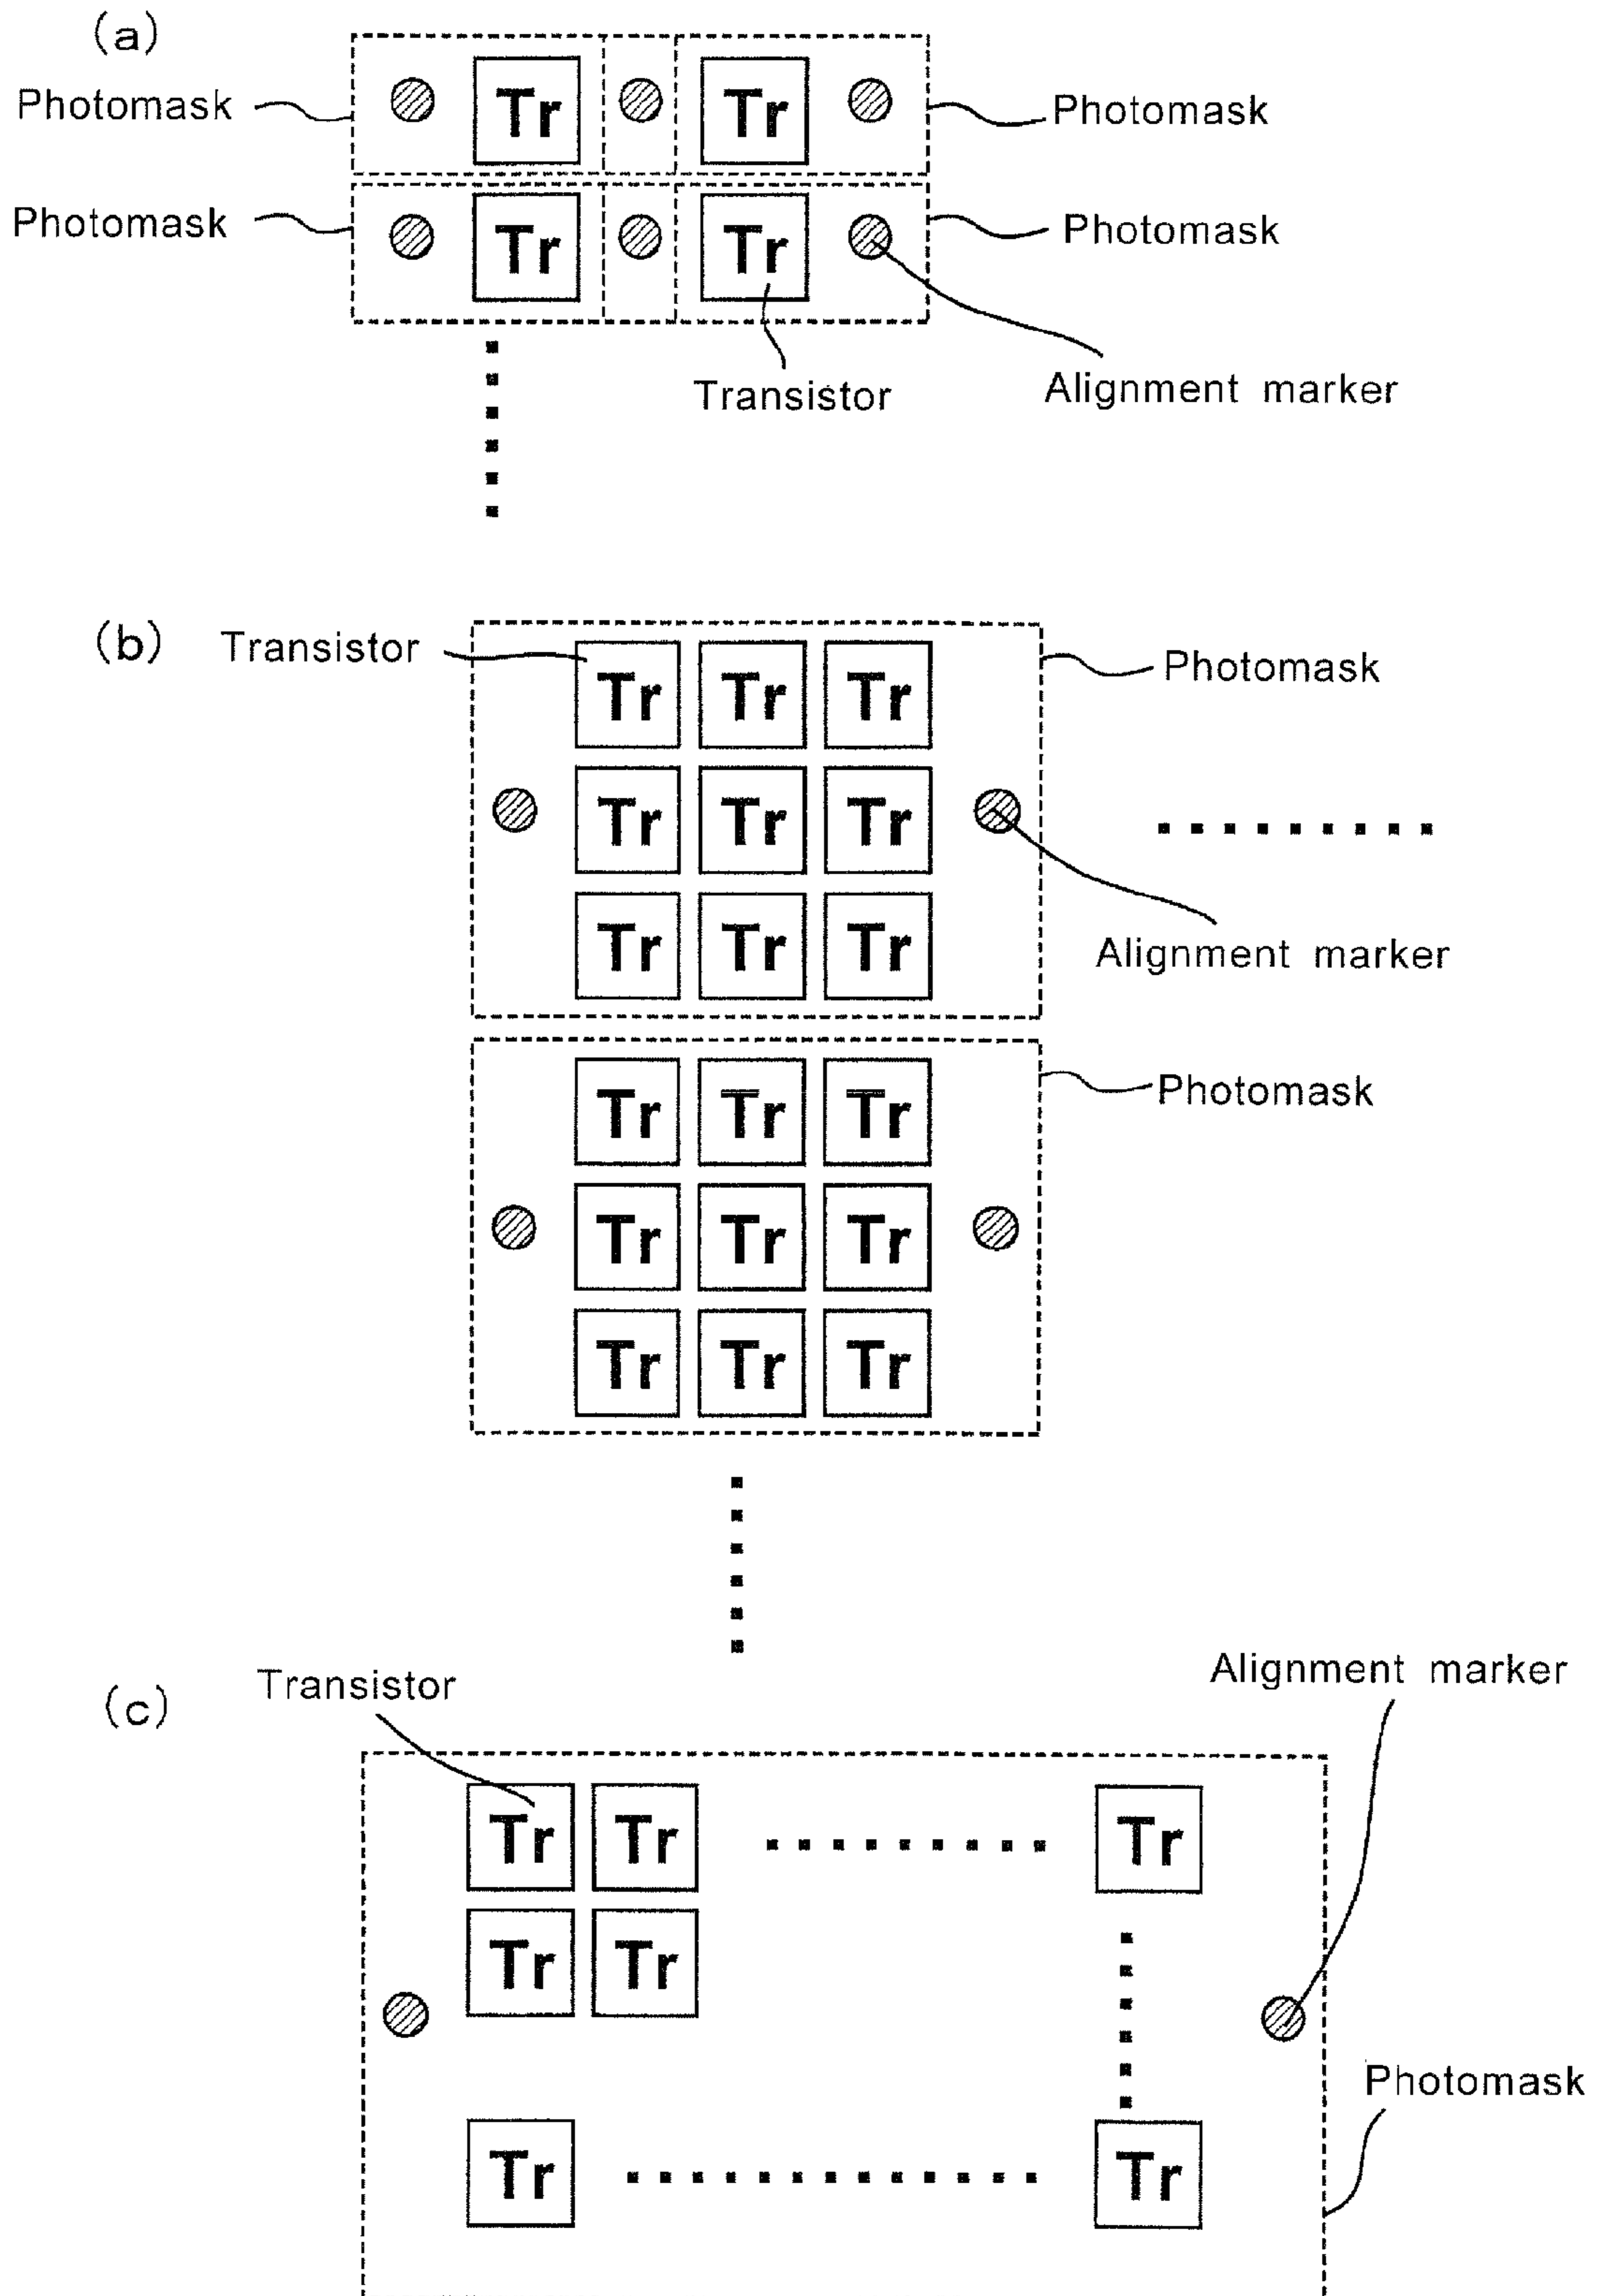 (a)
Tr Tr
Photomask Photomask
Tr Tr
Photomask Photomask
Transistor Alignment marker
(b) Transistor Photomask
Tr Tr Tr
Tr Tr Tr
Alignment marker
Tr Tr Tr
Photomask
Tr Tr Tr
Tr Tr Tr
Tr Tr Tr
Alignment marker
(c) Transistor
Tr Tr Tr
Tr Tr
Photomask
Tr Tr